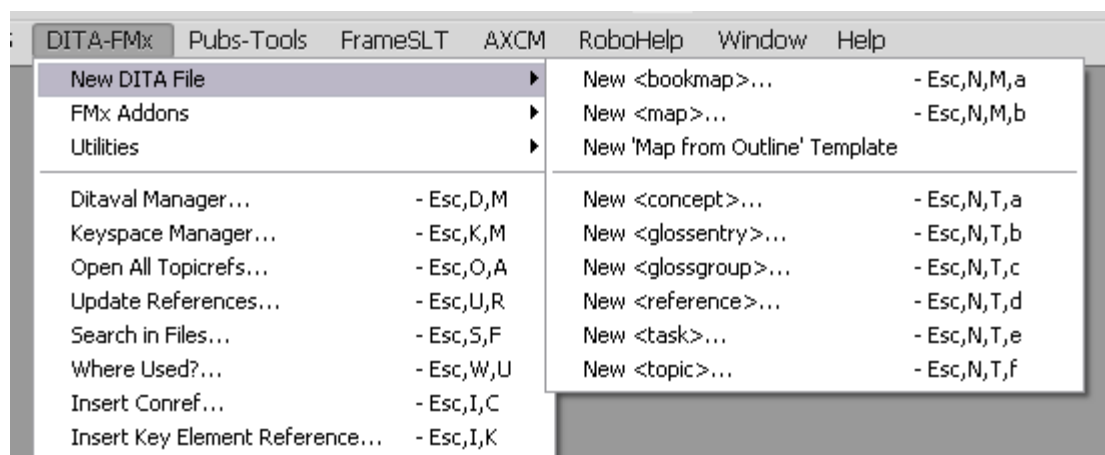 DITA-FMx Pubs-Tools FrameSLT AXCM RoboHelp Window Help
New DITA File
FMx Addons
Utilities
Ditaval Manager... - Esc,D,M
Keyspace Manager... - Esc,K,M
Open All Topicrefs... - Esc,O,A
Update References... - Esc,U,R
Search in Files... - Esc,S,F
Where Used?... - Esc,W,U
Insert Conref... - Esc,I,C
Insert Key Element Reference... - Esc,I,K
New <bookmap>... - Esc,N,M,a
New <map>... - Esc,N,M,b
New 'Map from Outline' Template
New <concept>... - Esc,N,T,a
New <glossentry>... - Esc,N,T,b
New <glossgroup>... - Esc,N,T,c
New <reference>... - Esc,N,T,d
New <task>... - Esc,N,T,e
New <topic>... - Esc,N,T,f